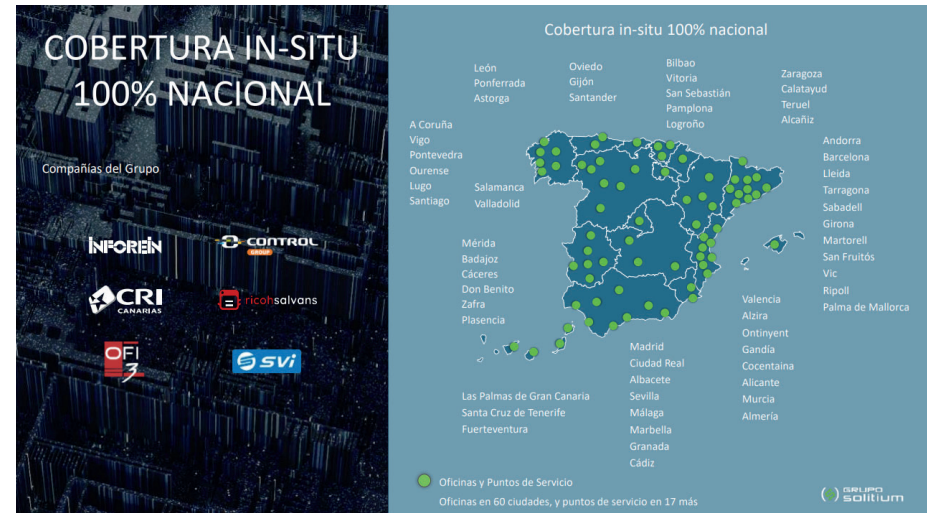 COBERTURA IN-SITU
100% NACIONAL
Compañías del Grupo
INFOREIN
CONTROL
GROUP
CRI
CANARIAS
ricohsalvans
OFI
3
SVi
Cobertura in-situ 100% nacional
León
Ponferrada
Astorga
Oviedo
Gijón
Santander
Bilbao
Vitoria
San Sebastián
Pamplona
Logroño
Zaragoza
Calatayud
Teruel
Alcañiz
A Coruña
Vigo
Pontevedra
Ourense
Lugo
Santiago
Salamanca
Valladolid
Andorra
Barcelona
Lleida
Tarragona
Sabadell
Girona
Martorell
San Fruitós
Vic
Ripoll
Palma de Mallorca
Mérida
Badajoz
Cáceres
Don Benito
Zafra
Plasencia
Valencia
Alzira
Ontinyent
Gandía
Cocentaina
Alicante
Murcia
Almería
Madrid
Ciudad Real
Albacete
Sevilla
Málaga
Marbella
Granada
Cádiz
Las Palmas de Gran Canaria
Santa Cruz de Tenerife
Fuerteventura
Oficinas y Puntos de Servicio
Oficinas en 60 ciudades, y puntos de servicio en 17 más
GRUPO
solitium